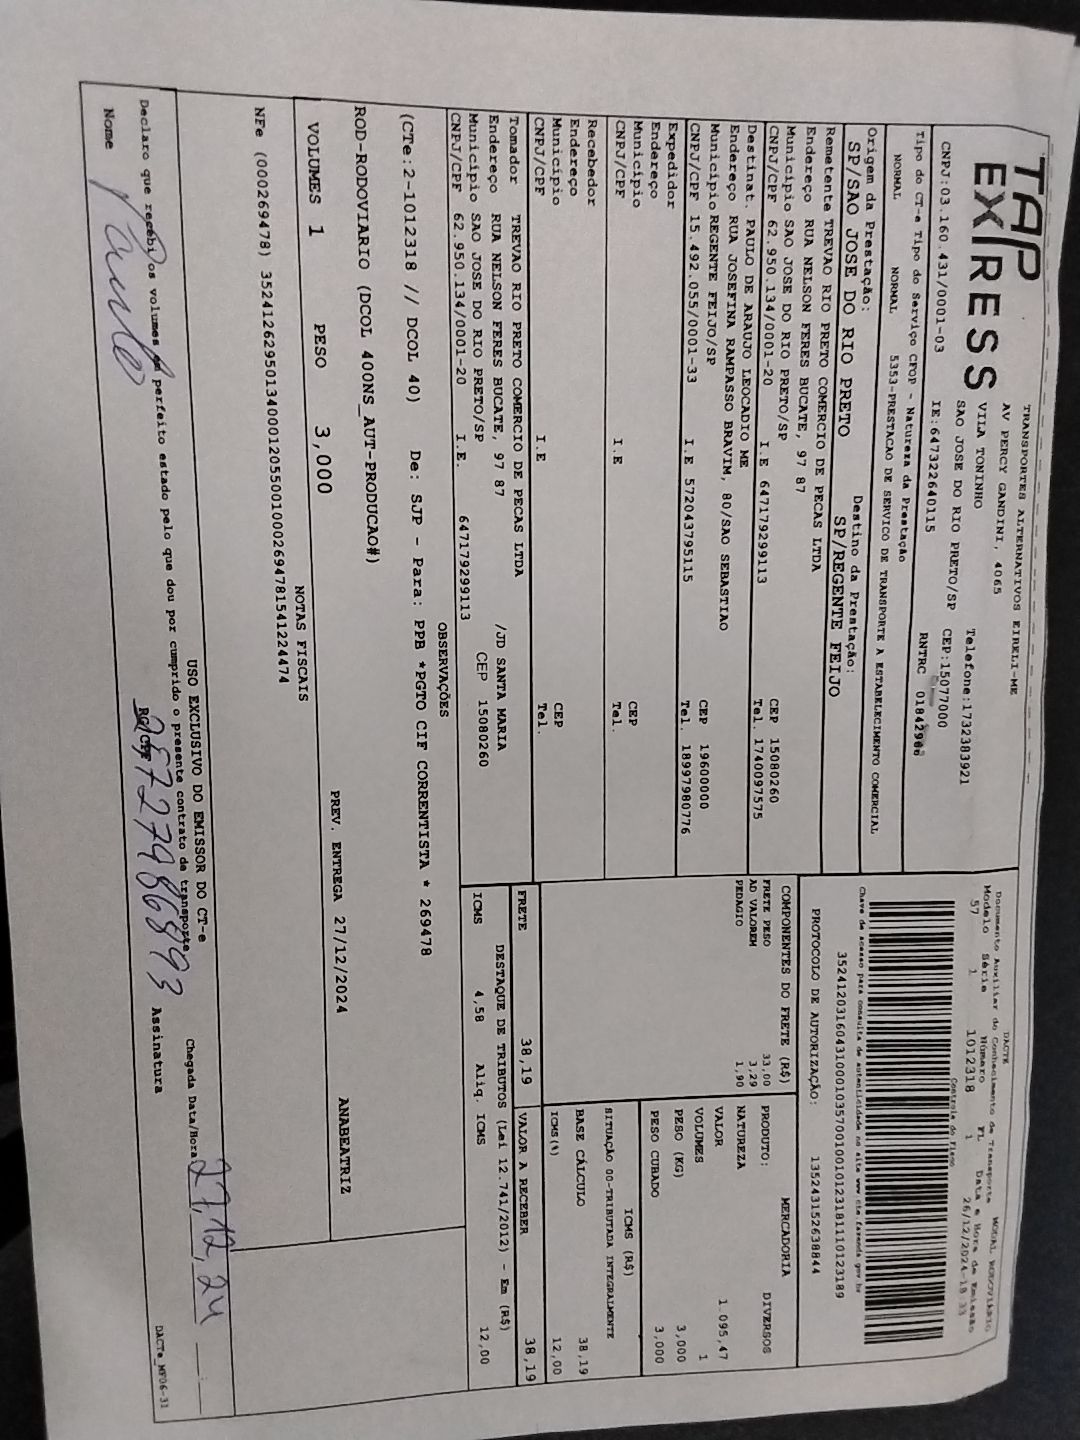 TAP EXPRESS
TRANSPORTES ALTERNATIVOS EIRELI-ME
AV PERCY GANDINI, 4065
VILA TONINHO
SAO JOSE DO RIO PRETO/SP
Telefone:1732383921
CEP:15077000
CNPJ:03.160.431/0001-03 IE:647322640115 RNTRC
DACTE MODAL RODOVIARIO
Documento Auxiliar do Conhecimento de Transporte
Modelo Série Número FL Data e Hora de Emissão
57 1 1012318 1 26/12/2024-18:33
Controle do Fisco
Chave de acesso para consulta de autenticidade no site www.cte.fazenda.gov.br
35241203160431000103570010010123181110123189
PROTOCOLO DE AUTORIZAÇÃO: 135243152638844
Tipo do CT-e Tipo do Serviço CFOP - Natureza da Prestação
NORMAL NORMAL 5353-PRESTACAO DE SERVICO DE TRANSPORTE A ESTABELECIMENTO COMERCIAL
Origem da Prestação: Destino da Prestação:
SP/SAO JOSE DO RIO PRETO SP/REGENTE FEIJO
Remetente TREVAO RIO PRETO COMERCIO DE PECAS LTDA
Endereço RUA NELSON FERES BUCATE, 97 87
Município SAO JOSE DO RIO PRETO/SP CEP 15080260
CNPJ/CPF 62.950.134/0001-20 I.E 647179299113 Tel. 1740097575
Destinat. PAULO DE ARAUJO LEOCADIO ME
Endereço RUA JOSEFINA RAMPASSO BRAVIM, 80/SAO SEBASTIAO
Município REGENTE FEIJO/SP CEP 19600000
CNPJ/CPF 15.492.055/0001-33 I.E 572043795115 Tel. 18997980776
Expedidor
Endereço
Município CEP
CNPJ/CPF I.E Tel.
Recebedor
Endereço
Município CEP
CNPJ/CPF I.E Tel.
Tomador TREVAO RIO PRETO COMERCIO DE PECAS LTDA
Endereço RUA NELSON FERES BUCATE, 97 87 /JD SANTA MARIA
Município SAO JOSE DO RIO PRETO/SP CEP 15080260
CNPJ/CPF 62.950.134/0001-20 I.E. 647179299113
COMPONENTES DO FRETE (R$)
FRETE PESO 33,00
AD VALOREM 3,29
PEDAGIO 1,90
MERCADORIA
PRODUTO: DIVERSOS
NATUREZA
VALOR 1.095,47
VOLUMES 1
PESO (KG) 3,000
PESO CUBADO 3,000
ICMS (R$)
SITUAÇÃO 00-TRIBUTADA INTEGRALMENTE
BASE CÁLCULO 38,19
ICMS(%) 12,00
FRETE 38,19 VALOR A RECEBER 38,19
DESTAQUE DE TRIBUTOS (Lei 12.741/2012) - Em (R$)
ICMS 4,58 Aliq. ICMS 12,00
OBSERVAÇÕES
(CTe:2-1012318 // DCOL 40) De: SJP - Para: PPB *PGTO CIF CORRENTISTA * 269478
ROD-RODOVIARIO (DCOL 400NS_AUT-PRODUCAO#)
VOLUMES 1 PESO 3,000 PREV. ENTREGA 27/12/2024 ANABEATRIZ
NOTAS FISCAIS
NFe (000269478) 35241262950134000120550010002694781541224474
USO EXCLUSIVO DO EMISSOR DO CT-e
Declaro que recebi os volumes em perfeito estado pelo que dou por cumprido o presente contrato de transporte
Chegada Data/Hora 27,12,24
Nome Paulo RG/CPF Assinatura
DACTe_MF06-31